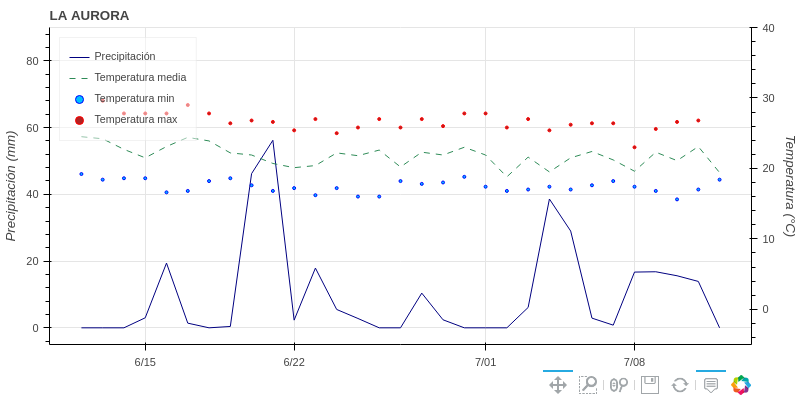 LA AURORA
Precipitación
Temperatura media
Temperatura min
Temperatura max
Precipitación (mm)
80
60
40
20
0
Temperatura (°C)
40
30
20
10
0
6/15
6/22
7/01
7/08